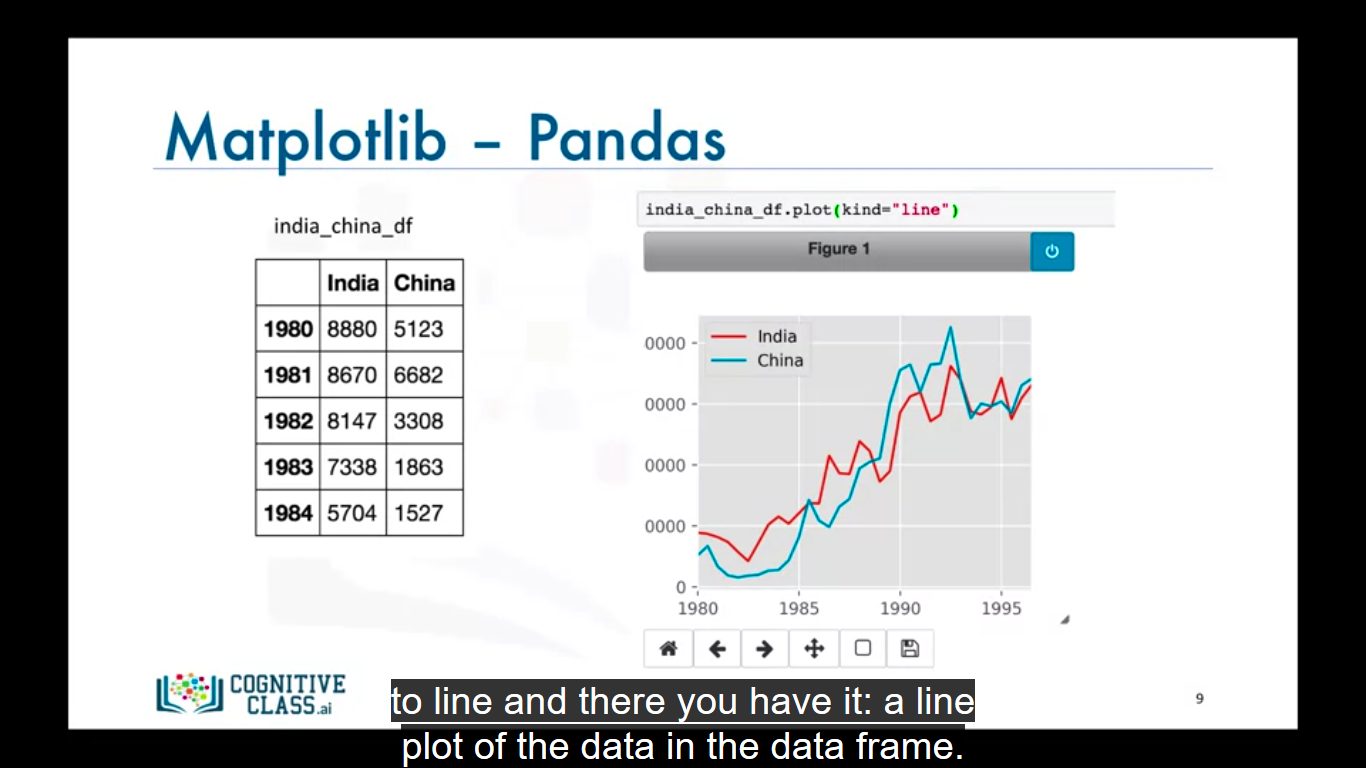 Matplotlib – Pandas
india_china_df
India China
1980 8880 5123
1981 8670 6682
1982 8147 3308
1983 7338 1863
1984 5704 1527
india_china_df.plot(kind="line")
Figure 1
India
China
0000
0000
0000
0000
0
1980 1985 1990 1995
COGNITIVE
CLASS.ai
9
to line and there you have it: a line
plot of the data in the data frame.